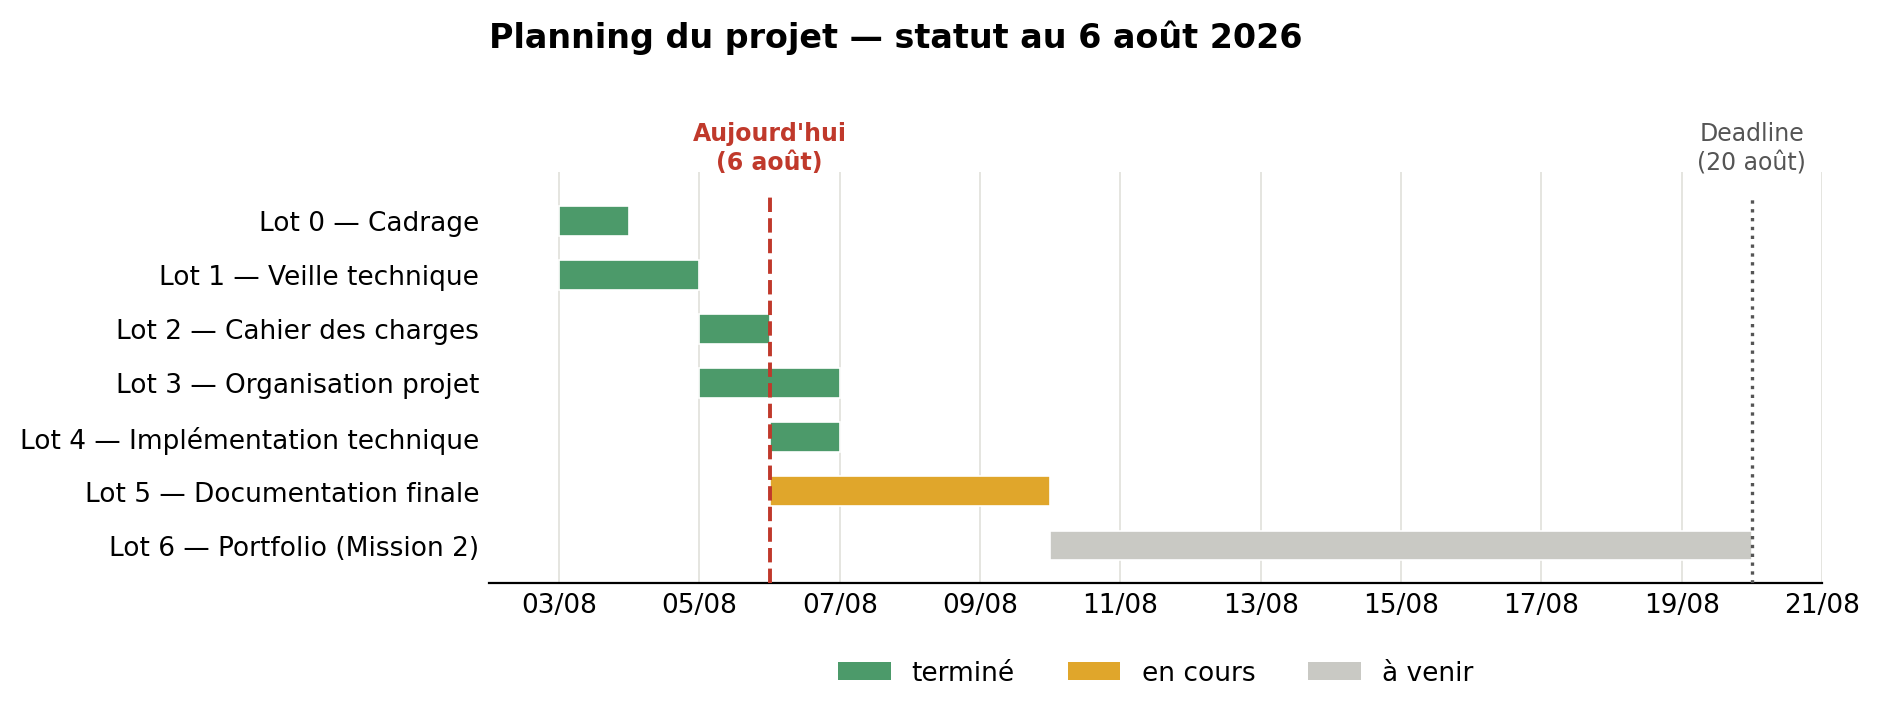 Planning du projet — statut au 6 août 2026
Aujourd'hui
(6 août)
Deadline
(20 août)
Lot 0 — Cadrage
Lot 1 — Veille technique
Lot 2 — Cahier des charges
Lot 3 — Organisation projet
Lot 4 — Implémentation technique
Lot 5 — Documentation finale
Lot 6 — Portfolio (Mission 2)
03/08 05/08 07/08 09/08 11/08 13/08 15/08 17/08 19/08 21/08
terminé en cours à venir